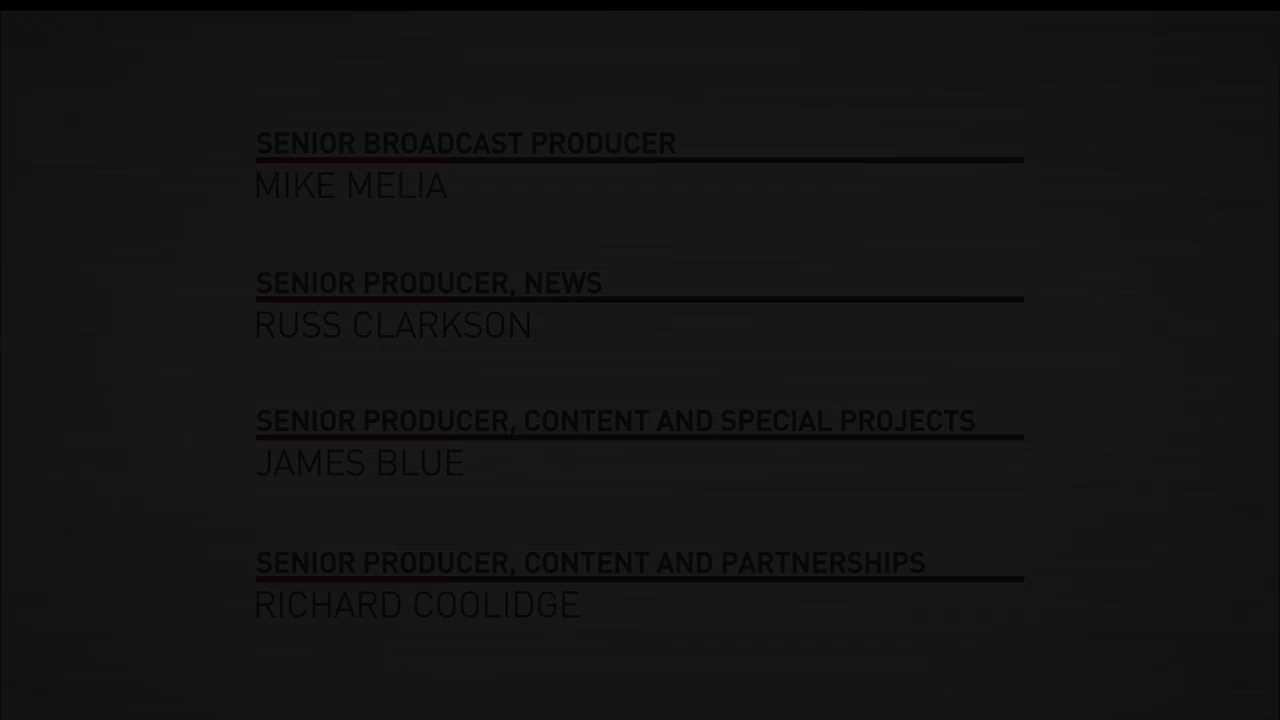 SENIOR BROADCAST PRODUCER
MIKE MELIA
SENIOR PRODUCER, NEWS
RUSS CLARKSON
SENIOR PRODUCER, CONTENT AND SPECIAL PROJECTS
JAMES BLUE
SENIOR PRODUCER, CONTENT AND PARTNERSHIPS
RICHARD COOLIDGE